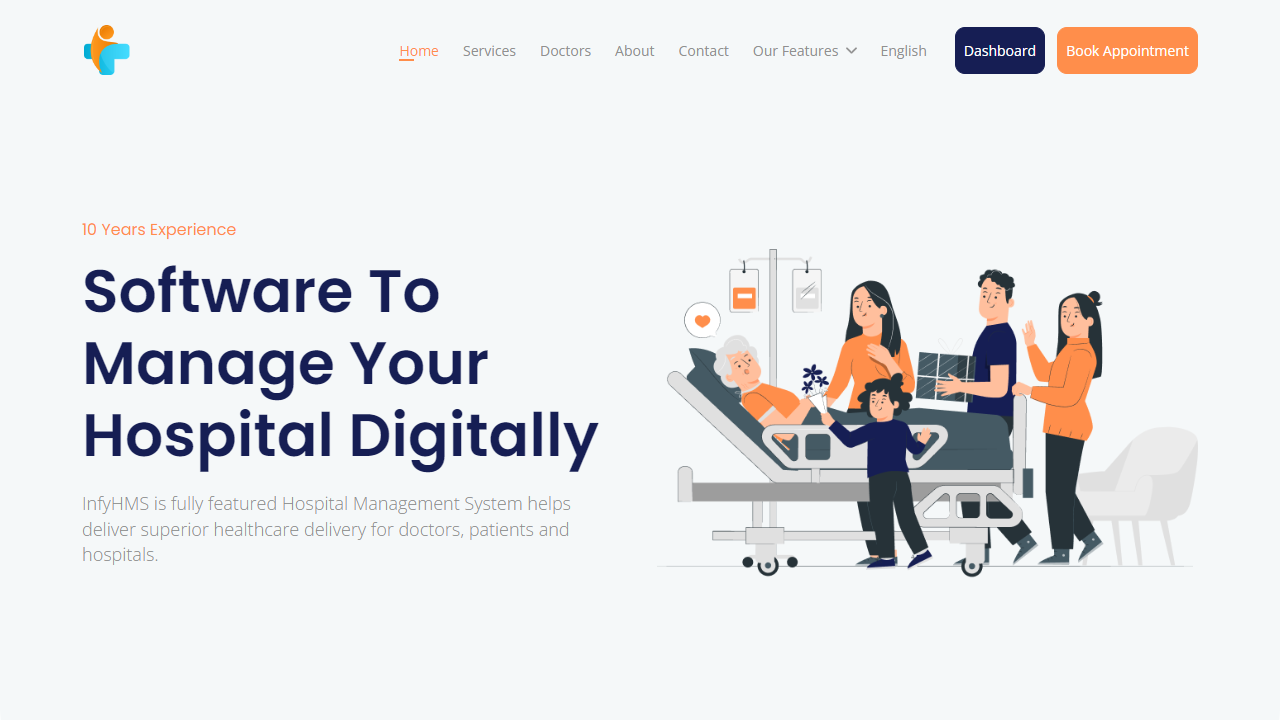 Home
Services
Doctors
About
Contact
Our Features
English
Dashboard
Book Appointment
10 Years Experience
Software To
Manage Your
Hospital Digitally
InfyHMS is fully featured Hospital Management System helps
deliver superior healthcare delivery for doctors, patients and
hospitals.